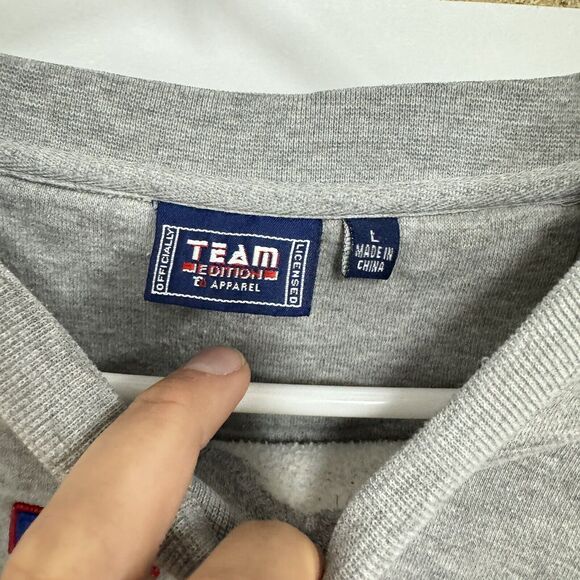 OFFICIALLY
TEAM
EDITION
APPAREL
LICENSED
L
MADE IN
CHINA